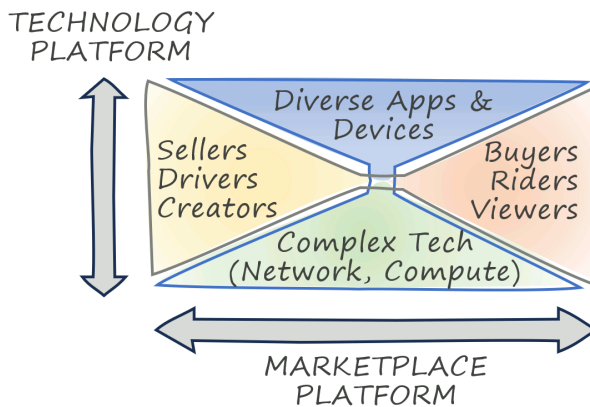 TECHNOLOGY
PLATFORM
Diverse Apps &
Devices
Sellers
Drivers
Creators
Buyers
Riders
Viewers
Complex Tech
(Network, Compute)
MARKETPLACE
PLATFORM